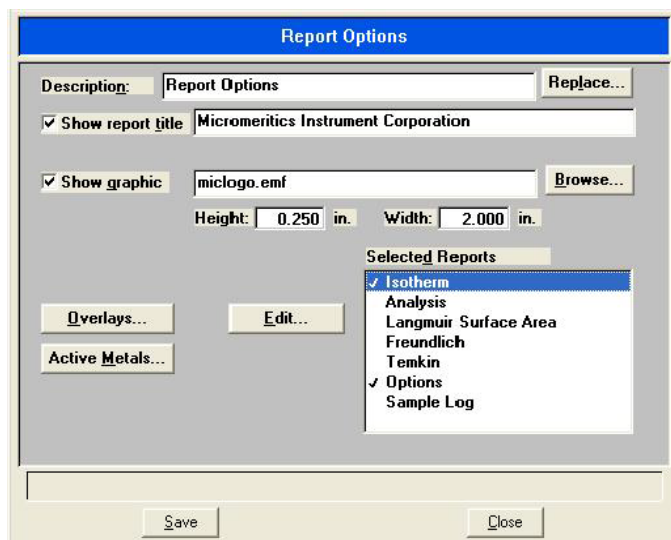 Report Options
Description: Report Options Replace...
Show report title Micromeritics Instrument Corporation
Show graphic miclogo.emf Browse...
Height: 0.250 in. Width: 2.000 in.
Selected Reports
Isotherm
Analysis
Langmuir Surface Area
Freundlich
Temkin
Options
Sample Log
Overlays... Edit...
Active Metals...
Save Close